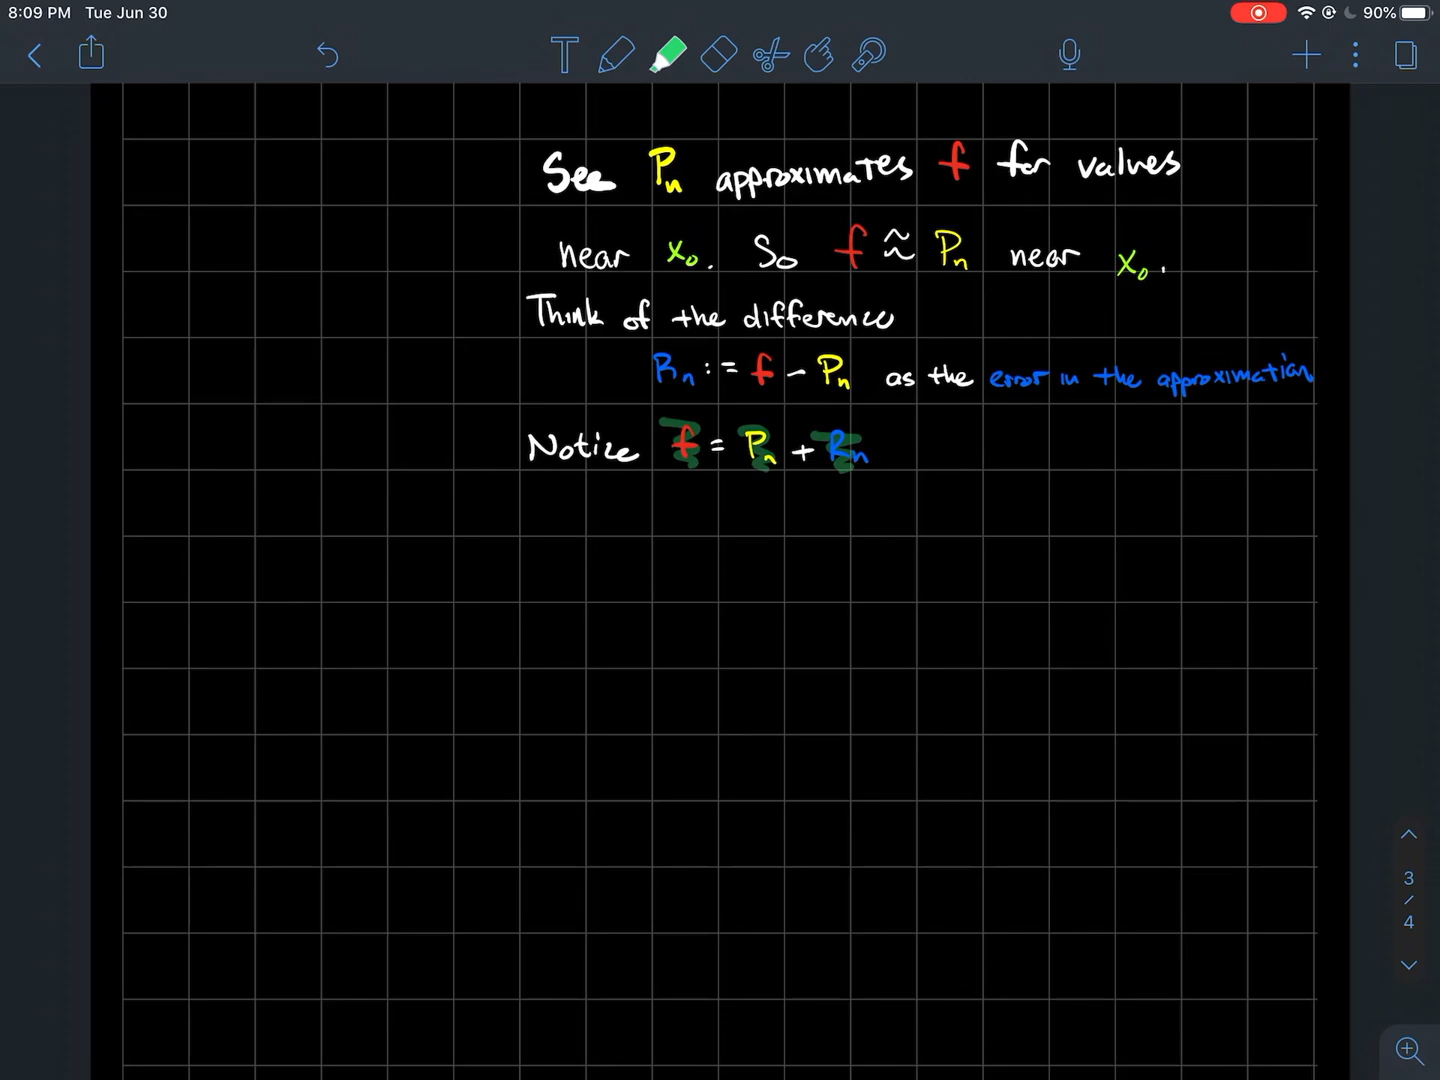 8:09 PM Tue Jun 30
90%
See Pₙ approximates f for values
near x₀. So f ≈ Pₙ near x₀.
Think of the difference
Rₙ := f - Pₙ as the error in the approximation
Notice f = Pₙ + Rₙ
3
/
4